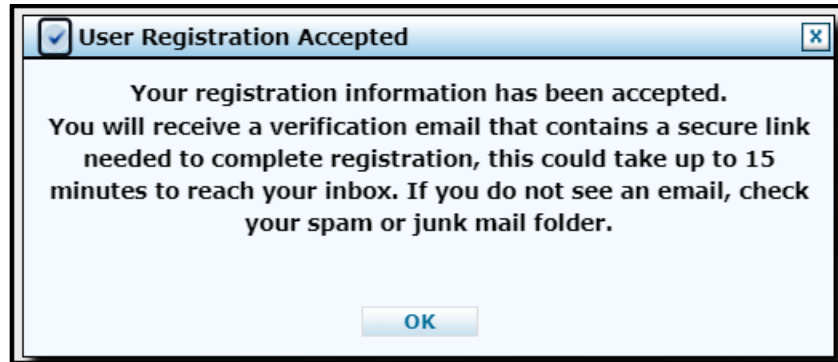 User Registration Accepted
x
Your registration information has been accepted.
You will receive a verification email that contains a secure link
needed to complete registration, this could take up to 15
minutes to reach your inbox. If you do not see an email, check
your spam or junk mail folder.
OK